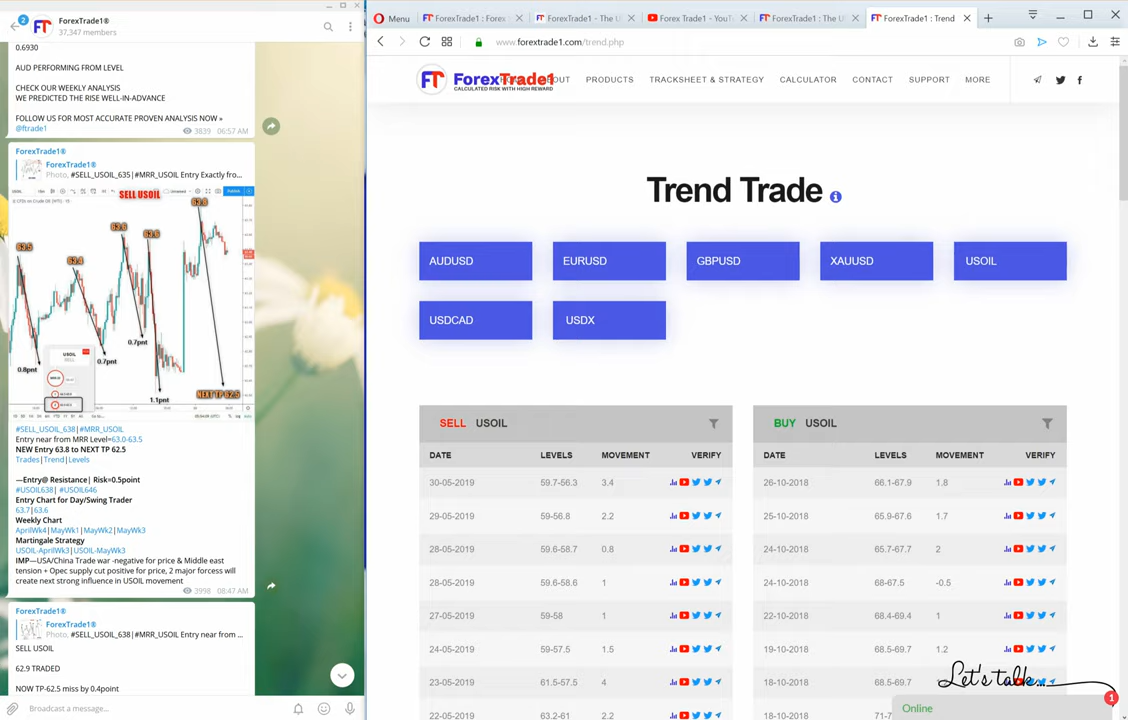 2
ForexTrade1®
37,347 members
0.6930
AUD PERFORMING FROM LEVEL
CHECK OUR WEEKLY ANALYSIS
WE PREDICTED THE RISE WELL-IN-ADVANCE
FOLLOW US FOR MOST ACCURATE PROVEN ANALYSIS NOW »
@ftrade1
3839 06:57 AM
ForexTrade1®
ForexTrade1®
Photo, #SELL_USOIL_635|#MRR_USOIL Entry Exactly fro...
SELL USOIL
63.5
63.4
63.6
63.6
63.8
0.8pnt
0.7pnt
0.7pnt
1.1pnt
NEXT TP 62.5
USOIL
#SELL_USOIL_638|#MRR_USOIL
Entry near from MRR Level=63.0-63.5
NEW Entry 63.8 to NEXT TP 62.5
Trades|Trend|Levels
—Entry@ Resistance| Risk=0.5point
#USOIL638| #USOIL646
Entry Chart for Day/Swing Trader
63.7|63.6
Weekly Chart
AprilWk4|MayWk1|MayWk2|MayWk3
Martingale Strategy
USOIL-AprilWk3|USOIL-MayWk3
IMP—USA/China Trade war -negative for price & Middle east
tension + Opec supply cut positive for price, 2 major forcess will
create next strong influence in USOIL movement
3998 08:47 AM
ForexTrade1®
ForexTrade1®
Photo, #SELL_USOIL_638|#MRR_USOIL Entry near from ...
SELL USOIL
62.9 TRADED
NOW TP-62.5 miss by 0.4point
Broadcast a message...
Menu
ForexTrade1® : Forex
ForexTrade1® - The U
Forex Trade1 - YouT
ForexTrade1® : The U
ForexTrade1® : Trend
www.forextrade1.com/trend.php
FT ForexTrade1
CALCULATED RISK WITH HIGH REWARD
ABOUT PRODUCTS TRACKSHEET & STRATEGY CALCULATOR CONTACT SUPPORT MORE
Trend Trade
AUDUSD EURUSD GBPUSD XAUUSD USOIL
USDCAD USDX
SELL USOIL
DATE LEVELS MOVEMENT VERIFY
30-05-2019 59.7-56.3 3.4
29-05-2019 59-56.8 2.2
28-05-2019 59.6-58.7 0.8
28-05-2019 59.6-58.6 1
27-05-2019 59-58 1
24-05-2019 59-57.5 1.5
23-05-2019 61.5-57.5 4
22-05-2019 63.2-61 2.2
BUY USOIL
DATE LEVELS MOVEMENT VERIFY
26-10-2018 66.1-67.9 1.8
25-10-2018 65.9-67.6 1.7
24-10-2018 65.7-67.7 2
24-10-2018 68-67.5 -0.5
22-10-2018 68.4-69.4 1
19-10-2018 68.5-69.7 1.2
18-10-2018 68.5-69.7
18-10-2018
Let's talk...
Online
1